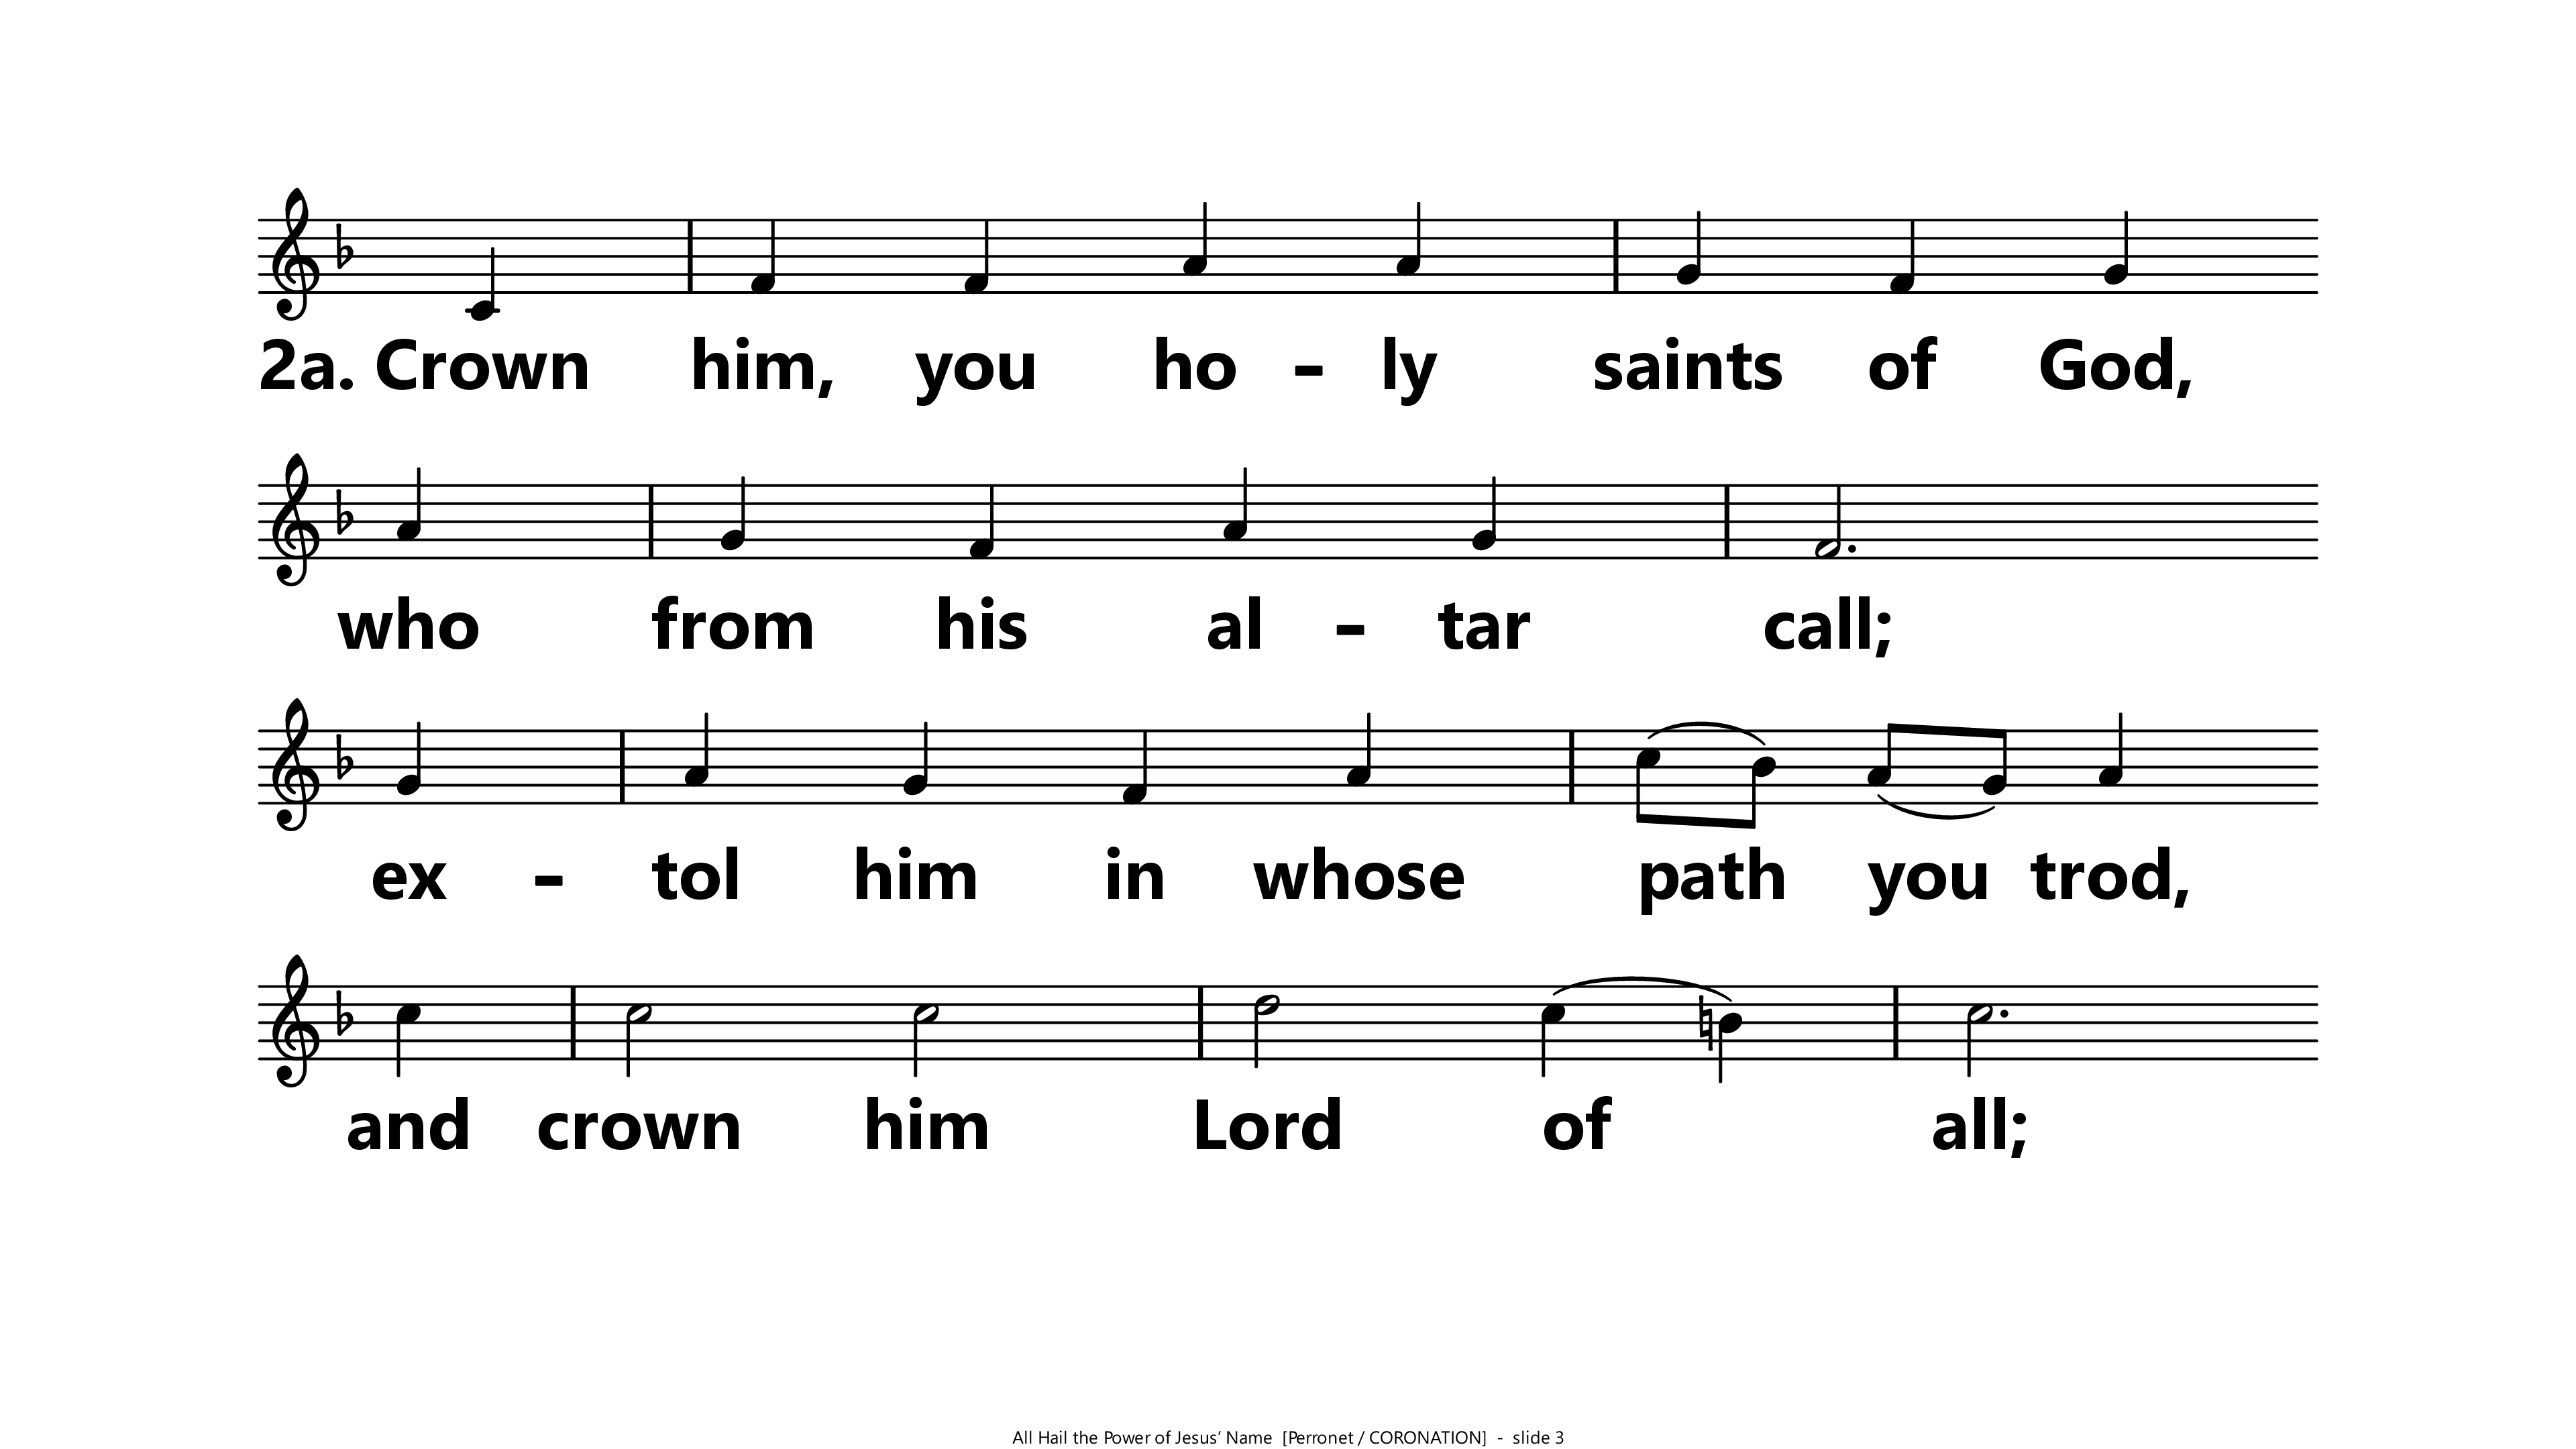 2a. Crown him, you ho - ly saints of God,
who from his al - tar call;
ex - tol him in whose path you trod,
and crown him Lord of all;
All Hail the Power of Jesus’ Name [Perronet / CORONATION] - slide 3